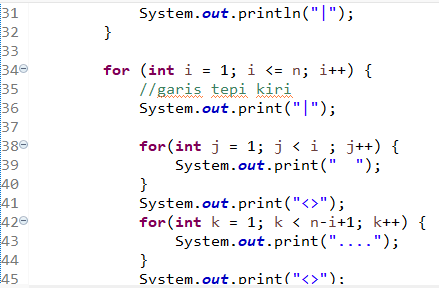 31 System.out.println("|");
32 }
33
34 for (int i = 1; i <= n; i++) {
35 //garis tepi kiri
36 System.out.print("|");
37
38 for(int j = 1; j < i ; j++) {
39 System.out.print("  ");
40 }
41 System.out.print("<>");
42 for(int k = 1; k < n-i+1; k++) {
43 System.out.print("....");
44 }
45 System.out.print("<>");